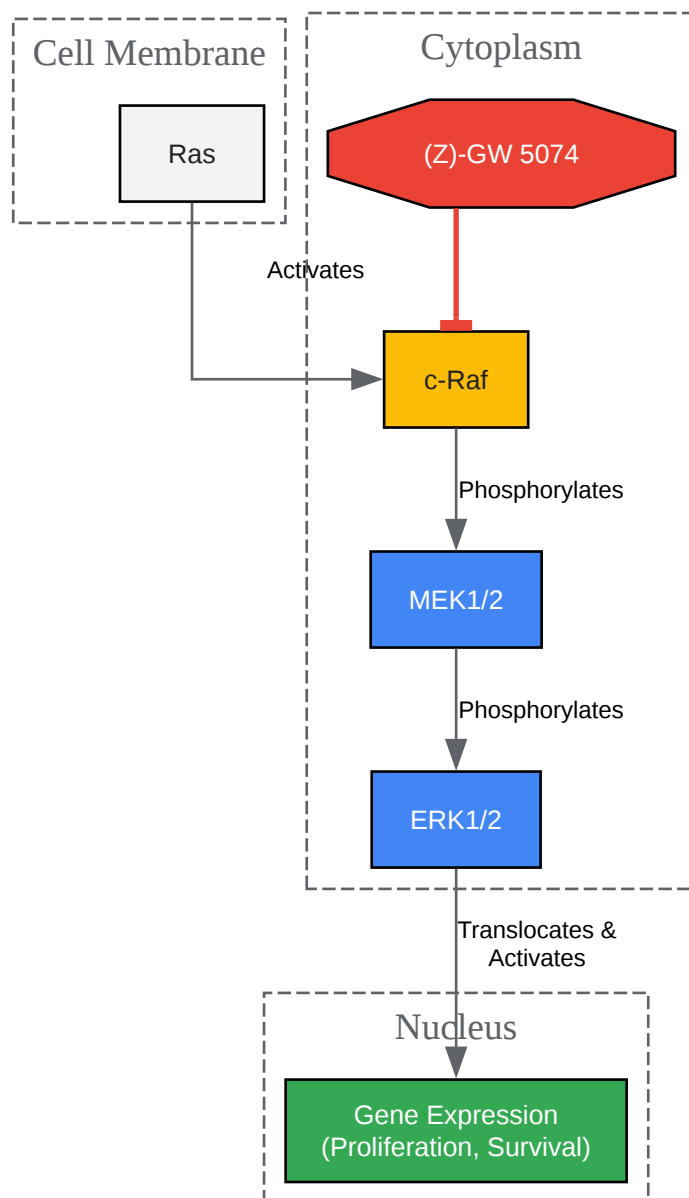 Cell Membrane
Cytoplasm
Ras
(Z)-GW 5074
Activates
c-Raf
Phosphorylates
MEK1/2
Phosphorylates
ERK1/2
Translocates &
Activates
Nucleus
Gene Expression
(Proliferation, Survival)